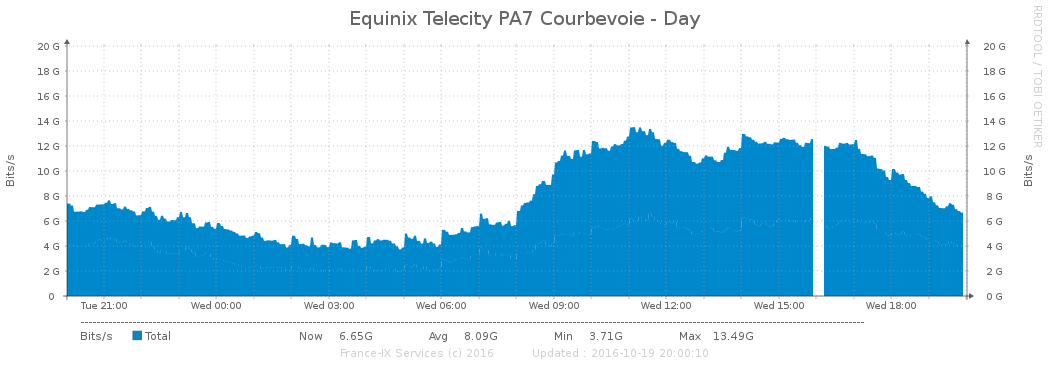 Equinix Telecity PA7 Courbevoie - Day
RRDTOOL / TOBI OETIKER
20 G 20 G
18 G 18 G
16 G 16 G
14 G 14 G
12 G 12 G
10 G 10 G
8 G 8 G
6 G 6 G
4 G 4 G
2 G 2 G
0 0 G
Bits/s
Bits/s
Tue 21:00 Wed 00:00 Wed 03:00 Wed 06:00 Wed 09:00 Wed 12:00 Wed 15:00 Wed 18:00
Bits/s Total Now 6.65G Avg 8.09G Min 3.71G Max 13.49G
France-IX Services (c) 2016 Updated : 2016-10-19 20:00:10